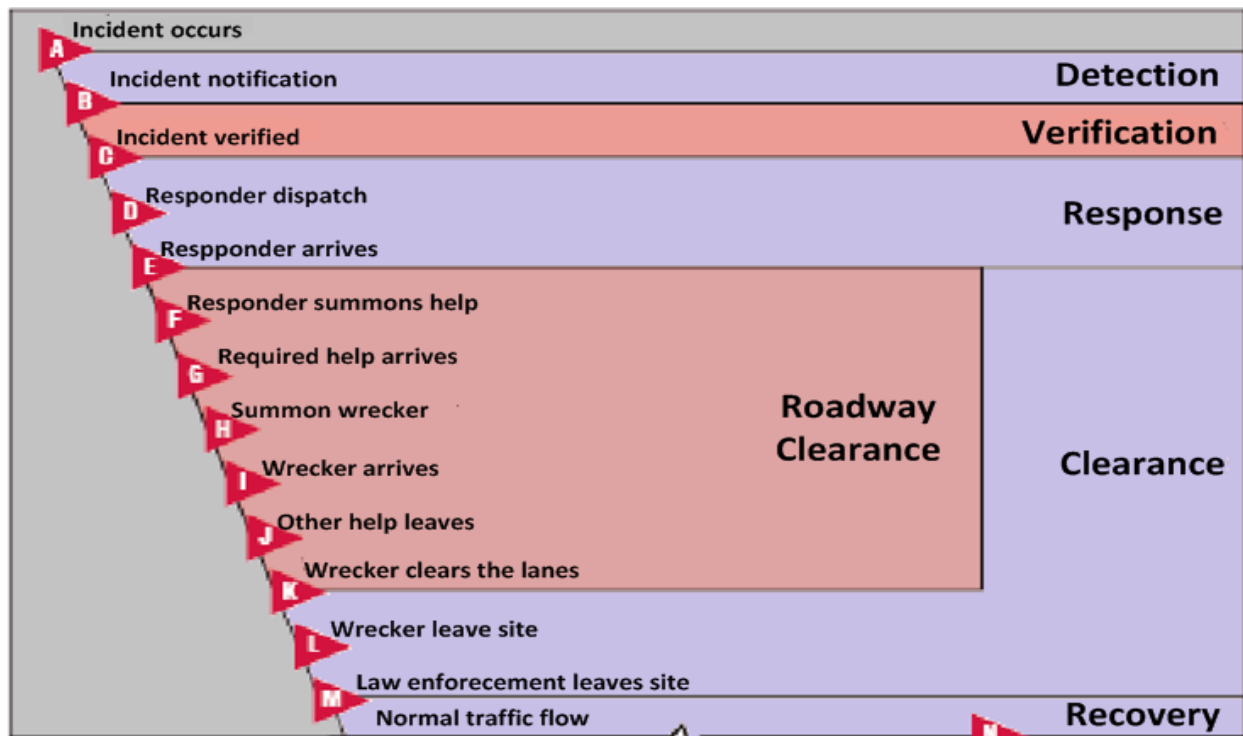 Incident occurs
A
Incident notification
Detection
B
Incident verified
Verification
C
Responder dispatch
D
Response
Respponder arrives
E
Responder summons help
F
Required help arrives
G
Summon wrecker
H
Roadway
Clearance
Wrecker arrives
I
Clearance
Other help leaves
J
Wrecker clears the lanes
K
Wrecker leave site
L
Law enforecement leaves site
M
Normal traffic flow
Recovery